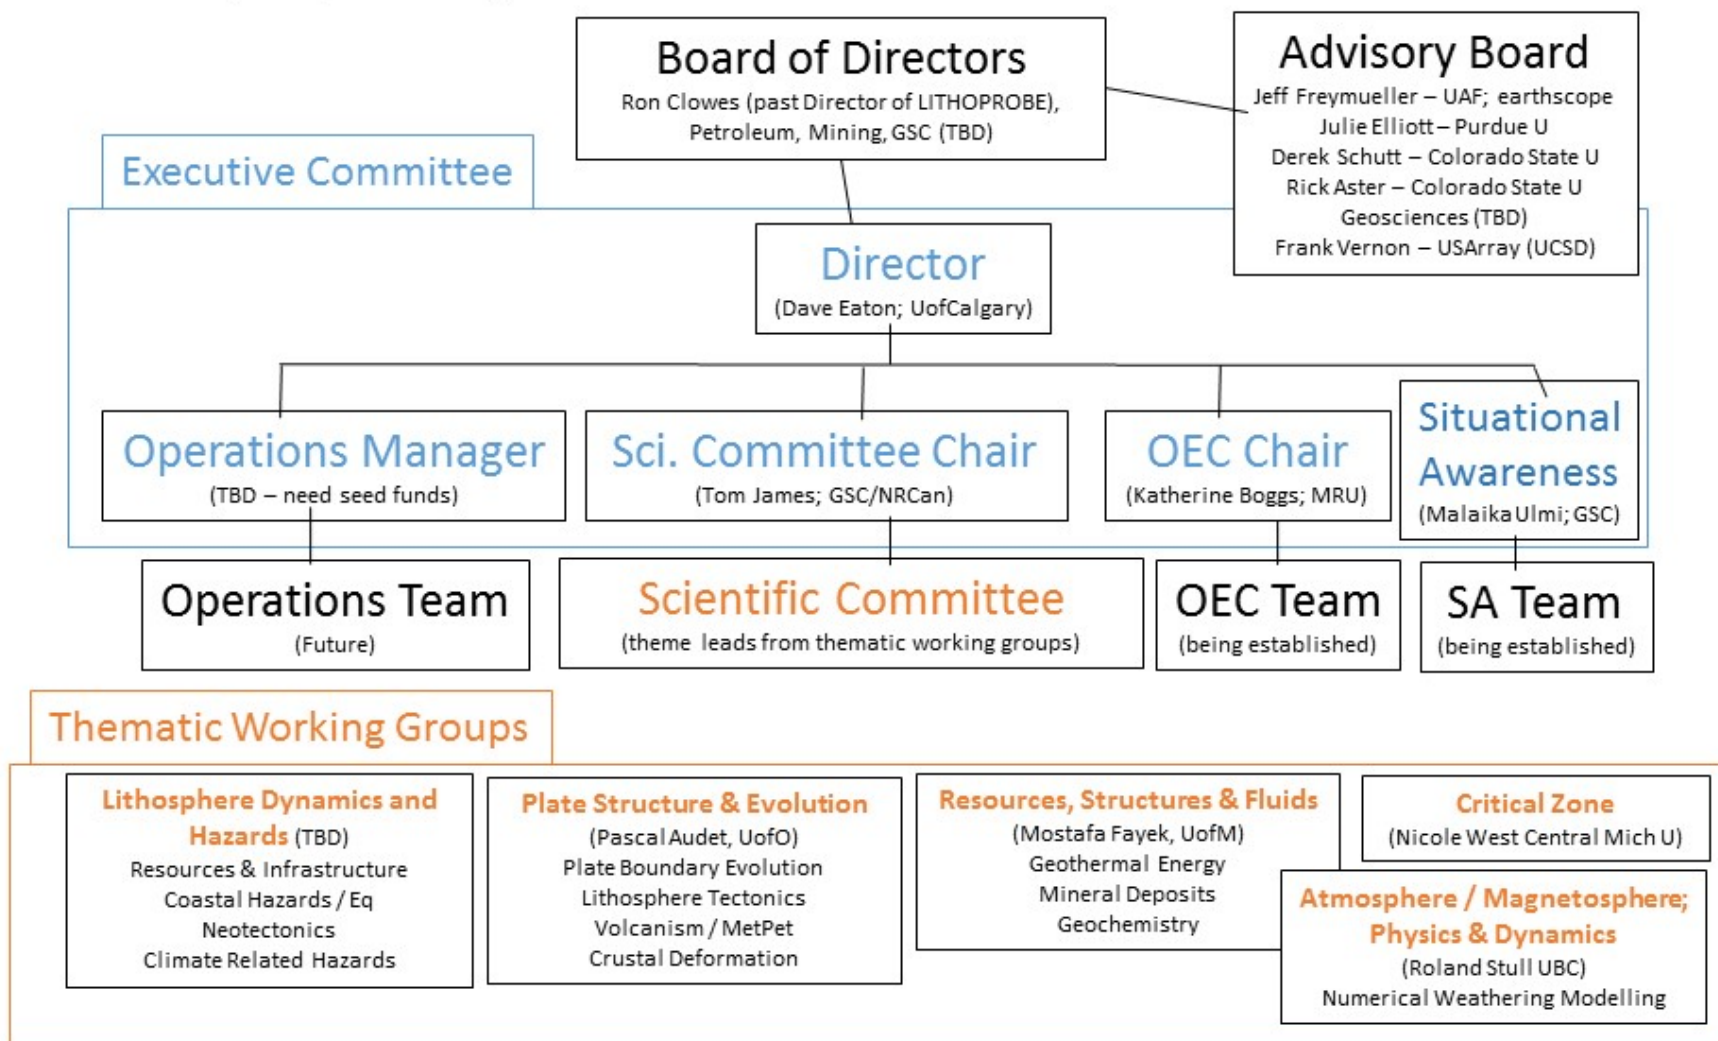 Board of Directors
Ron Clowes (past Director of LITHOPROBE),
Petroleum, Mining, GSC (TBD)
Advisory Board
Jeff Freymueller – UAF; earthscope
Julie Elliott – Purdue U
Derek Schutt – Colorado State U
Rick Aster – Colorado State U
Geosciences (TBD)
Frank Vernon – USArray (UCSD)
Executive Committee
Director
(Dave Eaton; UofCalgary)
Operations Manager
(TBD – need seed funds)
Sci. Committee Chair
(Tom James; GSC/NRCan)
OEC Chair
(Katherine Boggs; MRU)
Situational
Awareness
(Malaika Ulmi; GSC)
Operations Team
(Future)
Scientific Committee
(theme leads from thematic working groups)
OEC Team
(being established)
SA Team
(being established)
Thematic Working Groups
Lithosphere Dynamics and
Hazards (TBD)
Resources & Infrastructure
Coastal Hazards / Eq
Neotectonics
Climate Related Hazards
Plate Structure & Evolution
(Pascal Audet, UofO)
Plate Boundary Evolution
Lithosphere Tectonics
Volcanism / MetPet
Crustal Deformation
Resources, Structures & Fluids
(Mostafa Fayek, UofM)
Geothermal Energy
Mineral Deposits
Geochemistry
Critical Zone
(Nicole West Central Mich U)
Atmosphere / Magnetosphere;
Physics & Dynamics
(Roland Stull UBC)
Numerical Weathering Modelling